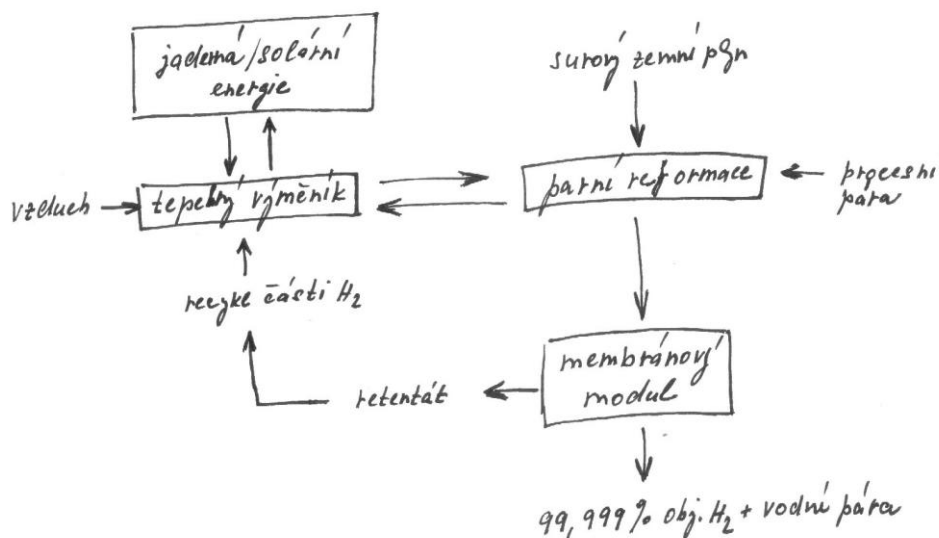 jaderná/solární
energie
surový zemní plyn
vzduch
tepelný výměník
parní reformace
procesní
pára
recykl části H₂
membránový
modul
retentát
99,999% obj. H₂ + vodní pára